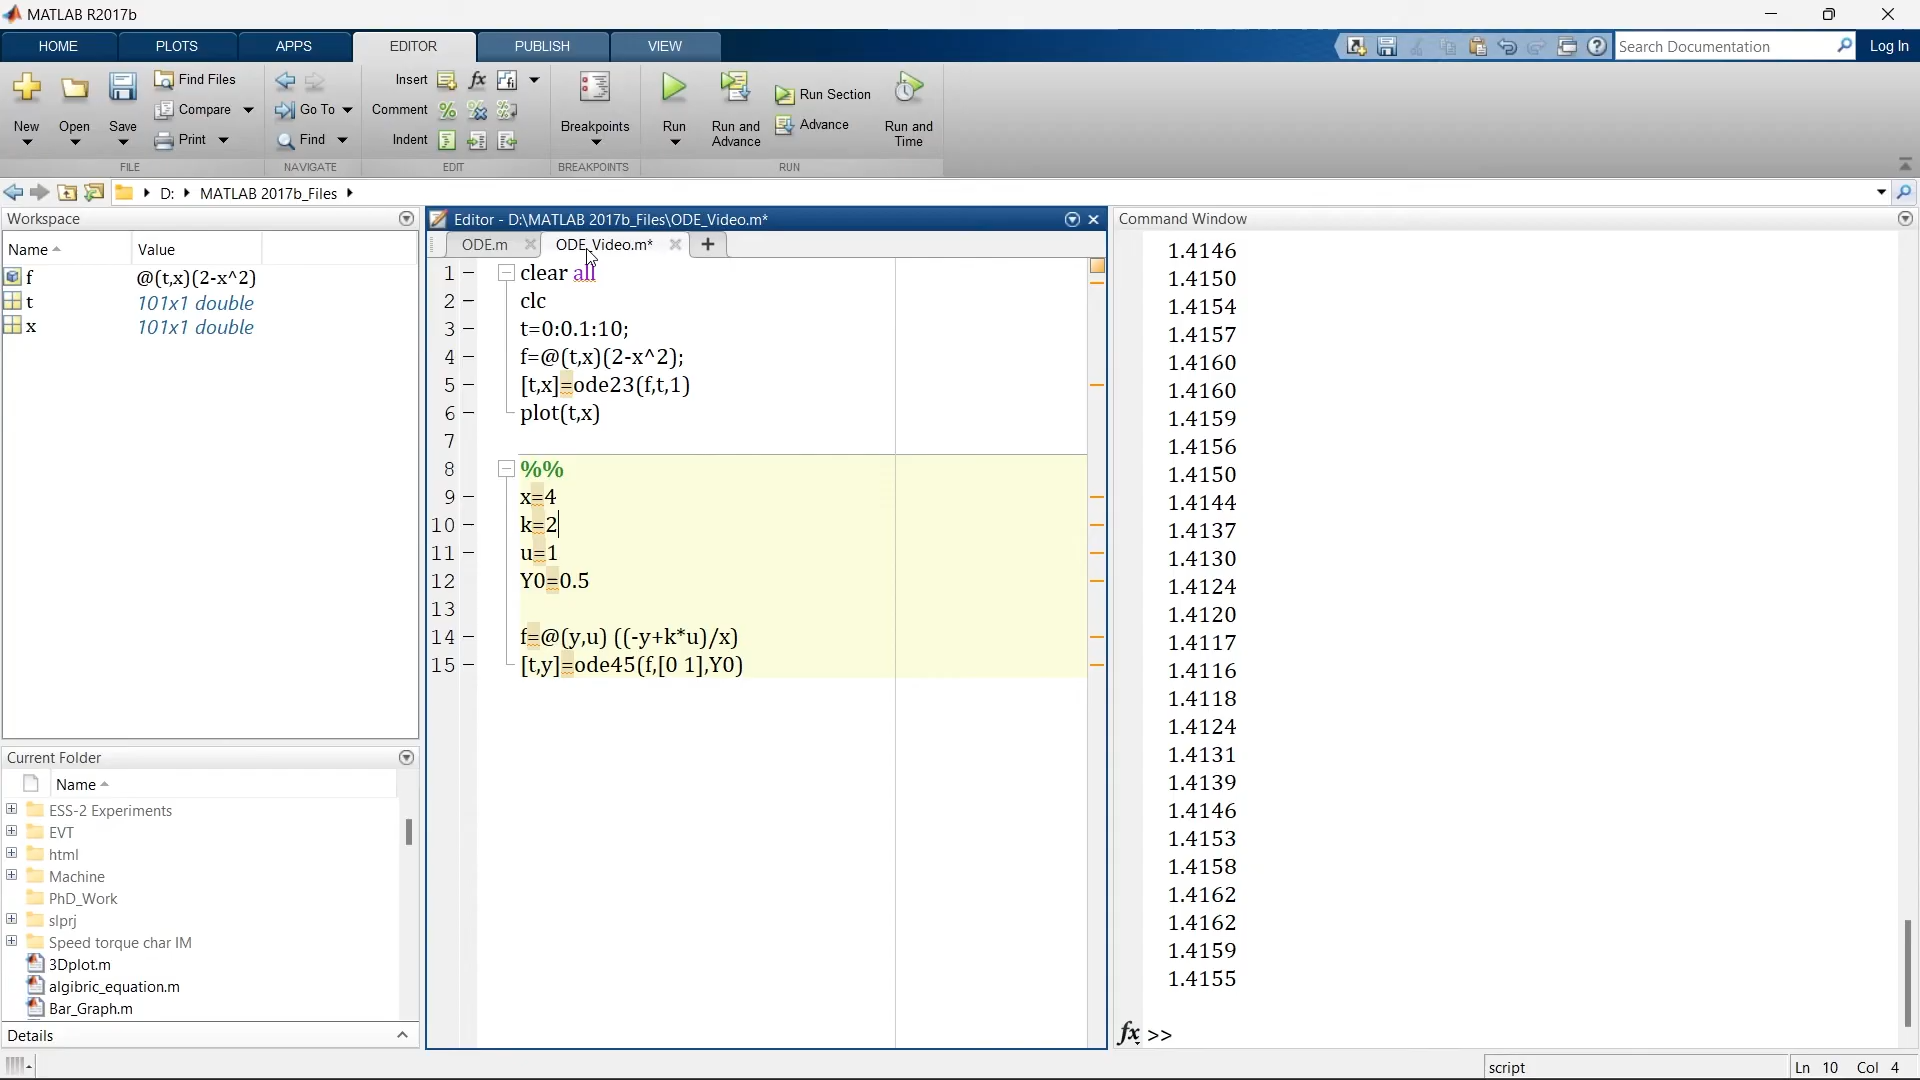 MATLAB R2017b
HOME PLOTS APPS EDITOR PUBLISH VIEW
Search Documentation
Log In
Find Files
Compare
Print
New Open Save
FILE
Go To
Find
NAVIGATE
Insert
Comment
Indent
fx
EDIT
Breakpoints
BREAKPOINTS
Run
Run and Advance
Run Section
Advance
Run and Time
RUN
D: MATLAB 2017b_Files
Workspace
Name Value
f @(t,x)(2-x^2)
t 101x1 double
x 101x1 double
Current Folder
Name
ESS-2 Experiments
EVT
html
Machine
PhD_Work
slprj
Speed torque char IM
3Dplot.m
algibric_equation.m
Bar_Graph.m
Details
Editor - D:\MATLAB 2017b_Files\ODE_Video.m*
ODE.m ODE_Video.m* +
1 clear all
2 clc
3 t=0:0.1:10;
4 f=@(t,x)(2-x^2);
5 [t,x]=ode23(f,t,1)
6 plot(t,x)
7
8 %%
9 x=4
10 k=2
11 u=1
12 Y0=0.5
13
14 f=@(y,u) ((-y+k*u)/x)
15 [t,y]=ode45(f,[0 1],Y0)
Command Window
1.4146
1.4150
1.4154
1.4157
1.4160
1.4160
1.4159
1.4156
1.4150
1.4144
1.4137
1.4130
1.4124
1.4120
1.4117
1.4116
1.4118
1.4124
1.4131
1.4139
1.4146
1.4153
1.4158
1.4162
1.4162
1.4159
1.4155
fx >>
script Ln 10 Col 4